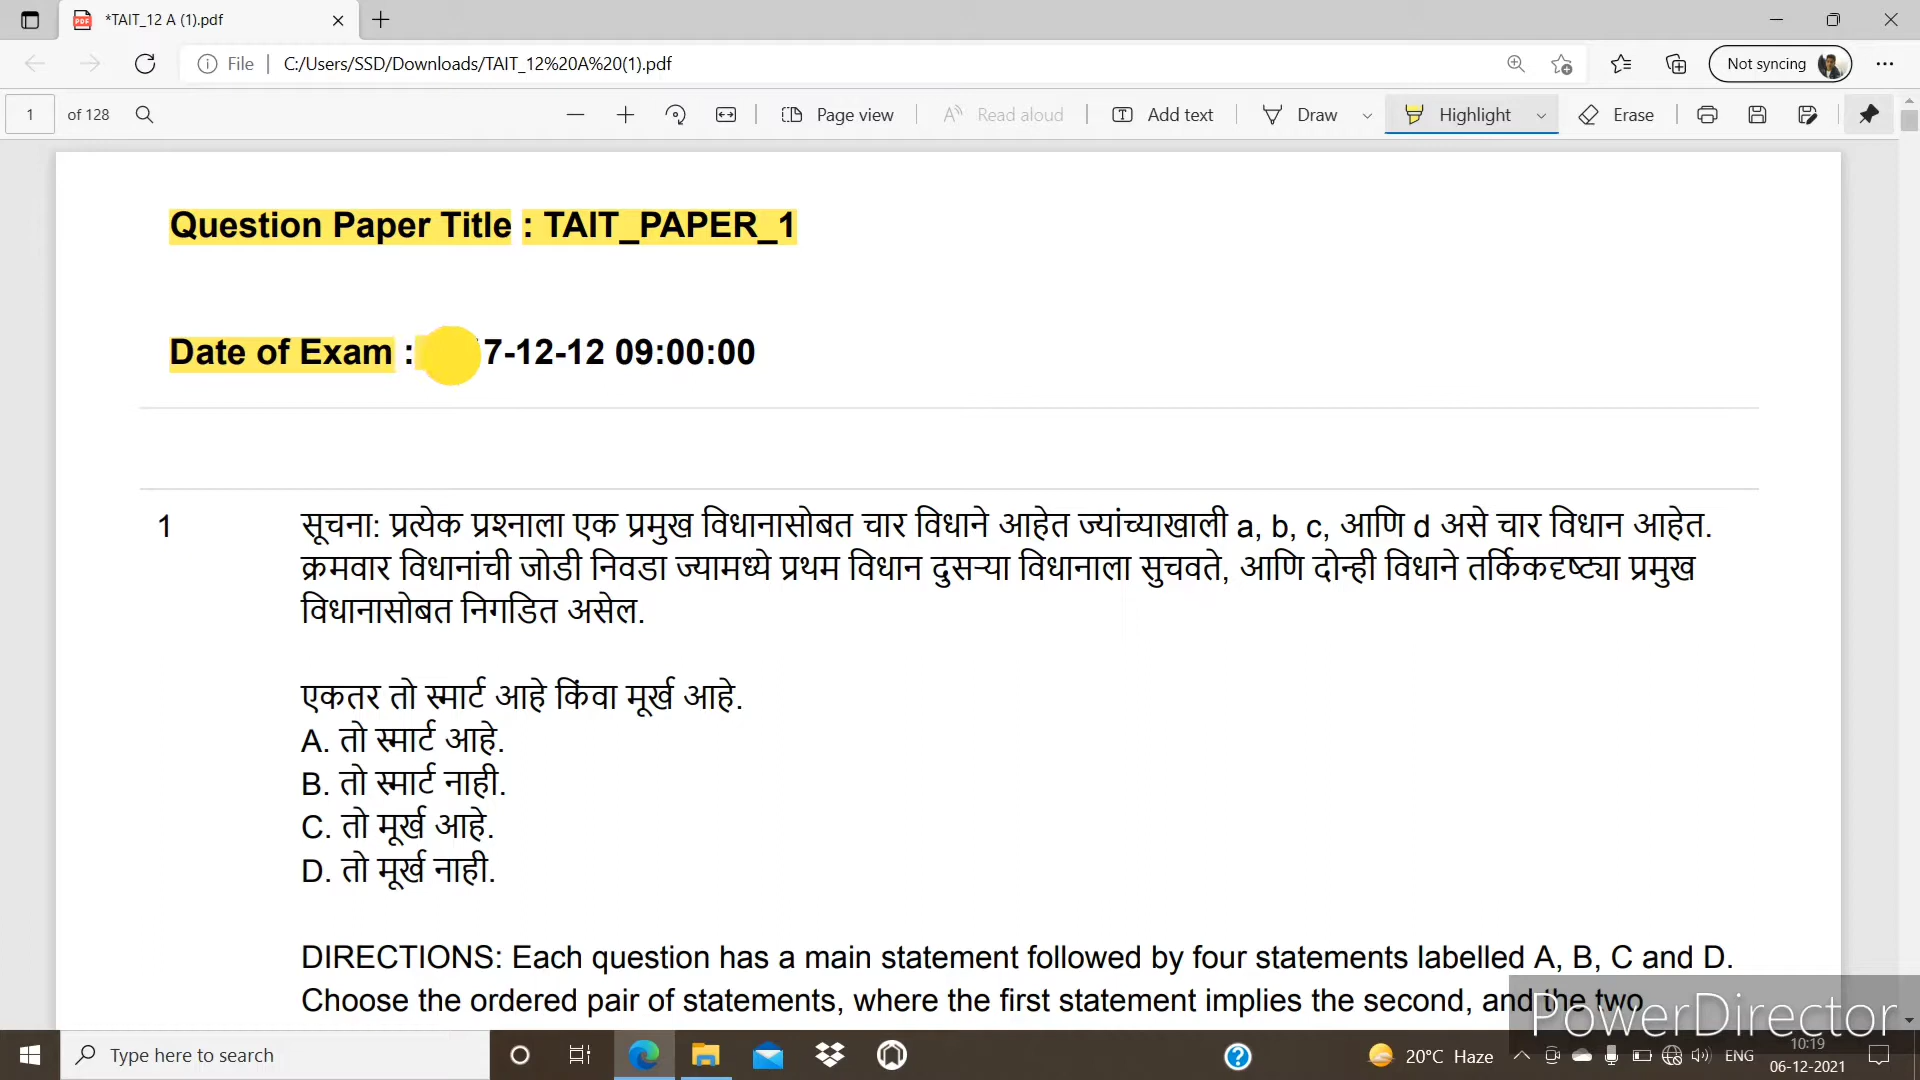 *TAIT_12 A (1).pdf
File
C:/Users/SSD/Downloads/TAIT_12%20A%20(1).pdf
Not syncing
1 of 128
Page view
Read aloud
Add text
Draw
Highlight
Erase
Question Paper Title : TAIT_PAPER_1
Date of Exam : 7-12-12 09:00:00
1
सूचना: प्रत्येक प्रश्नाला एक प्रमुख विधानासोबत चार विधाने आहेत ज्यांच्याखाली a, b, c, आणि d असे चार विधान आहेत.
क्रमवार विधानांची जोडी निवडा ज्यामध्ये प्रथम विधान दुसऱ्या विधानाला सुचवते, आणि दोन्ही विधाने तर्किकदृष्ट्या प्रमुख
विधानासोबत निगडित असेल.
एकतर तो स्मार्ट आहे किंवा मूर्ख आहे.
A. तो स्मार्ट आहे.
B. तो स्मार्ट नाही.
C. तो मूर्ख आहे.
D. तो मूर्ख नाही.
DIRECTIONS: Each question has a main statement followed by four statements labelled A, B, C and D.
Choose the ordered pair of statements, where the first statement implies the second, and the two
PowerDirector
Type here to search
20°C Haze
ENG
10:19
06-12-2021